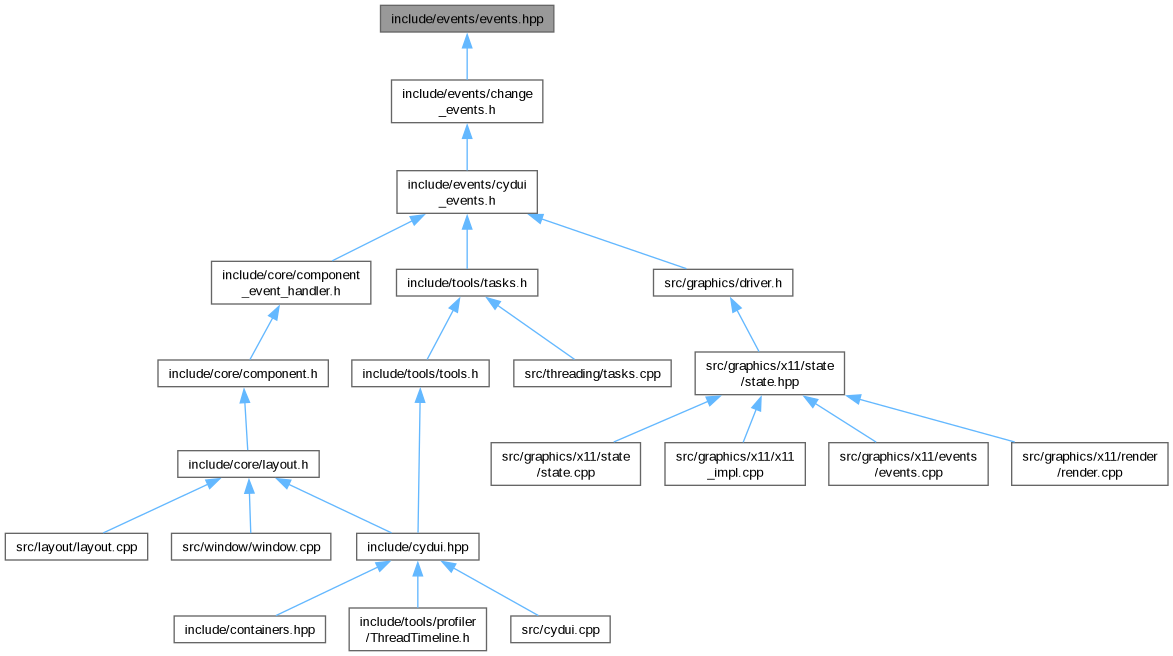 include/events/events.hpp
include/events/change
_events.h
include/events/cydui
_events.h
include/core/component
_event_handler.h
include/tools/tasks.h
src/graphics/driver.h
include/core/component.h
include/tools/tools.h
src/threading/tasks.cpp
src/graphics/x11/state
/state.hpp
include/core/layout.h
src/graphics/x11/state
/state.cpp
src/graphics/x11/x11
_impl.cpp
src/graphics/x11/events
/events.cpp
src/graphics/x11/render
/render.cpp
src/layout/layout.cpp
src/window/window.cpp
include/cydui.hpp
include/containers.hpp
include/tools/profiler
/ThreadTimeline.h
src/cydui.cpp